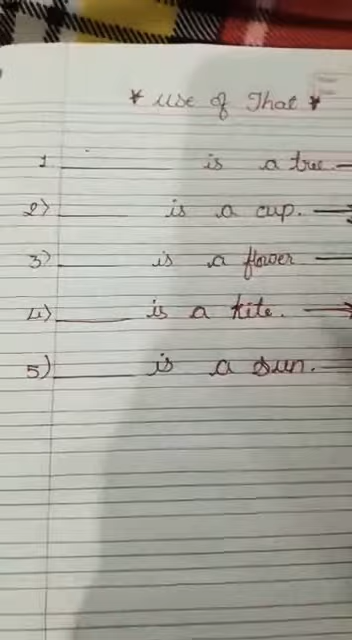 * Use of That *
1 ______ is a tree.
2) ______ is a cup.
3) ______ is a flower
4) ______ is a kite.
5) ______ is a sun.